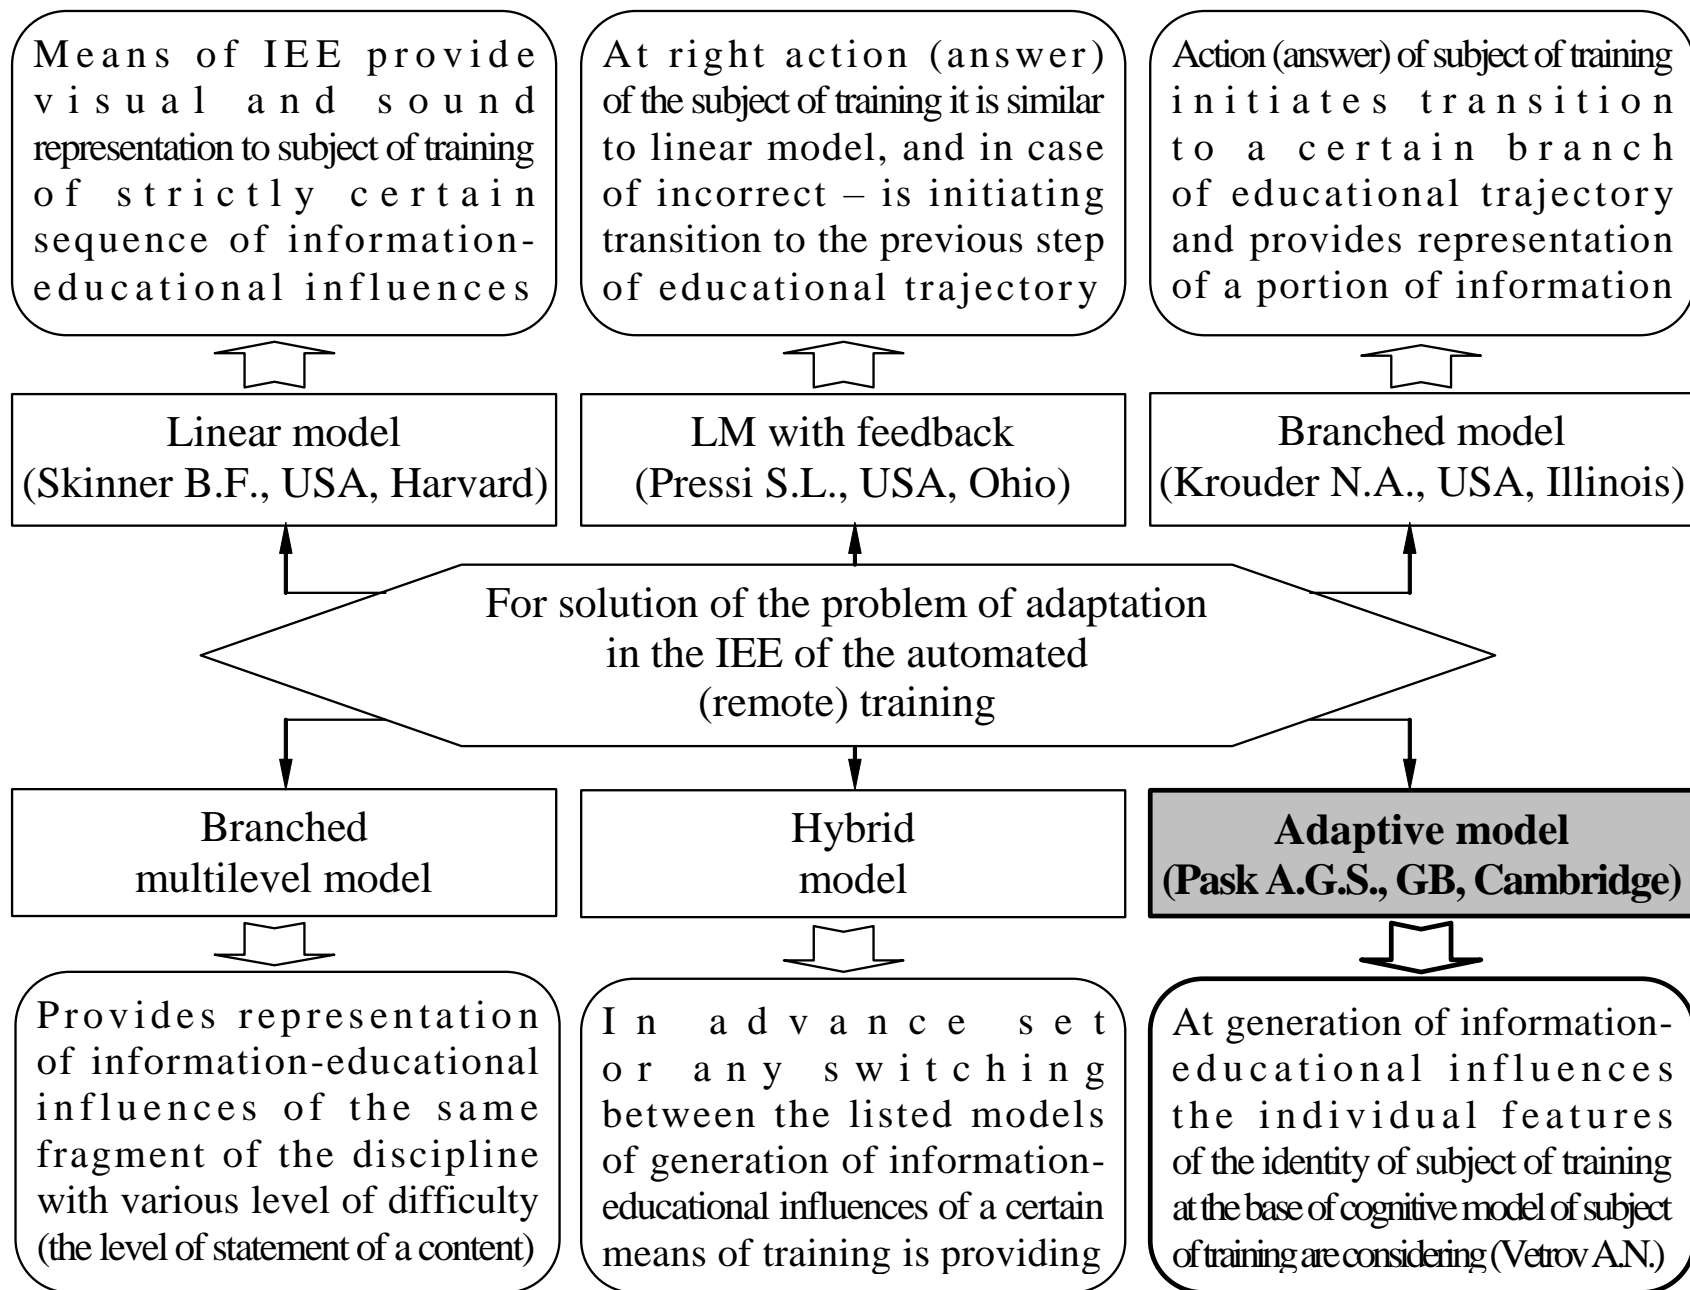 Means of IEE provide
visual and sound
representation to subject of training
of strictly certain
sequence of information-
educational influences
At right action (answer)
of the subject of training it is similar
to linear model, and in case
of incorrect – is initiating
transition to the previous step
of educational trajectory
Action (answer) of subject of training
initiates transition
to a certain branch
of educational trajectory
and provides representation
of a portion of information
Linear model
(Skinner B.F., USA, Harvard)
LM with feedback
(Pressi S.L., USA, Ohio)
Branched model
(Krouder N.A., USA, Illinois)
For solution of the problem of adaptation
in the IEE of the automated
(remote) training
Branched
multilevel model
Hybrid
model
Adaptive model
(Pask A.G.S., GB, Cambridge)
Provides representation
of information-educational
influences of the same
fragment of the discipline
with various level of difficulty
(the level of statement of a content)
In advance set
or any switching
between the listed models
of generation of information-
educational influences of a certain
means of training is providing
At generation of information-
educational influences
the individual features
of the identity of subject of training
at the base of cognitive model of subject
of training are considering (Vetrov A.N.)